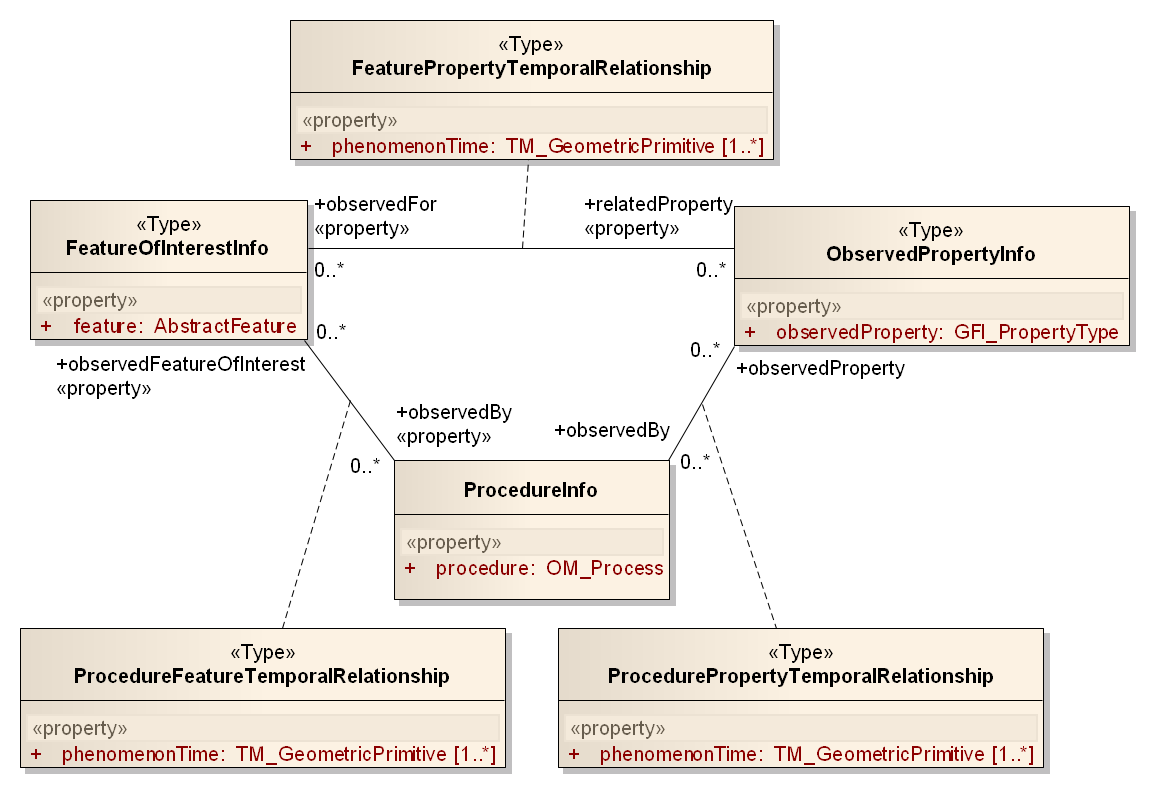 «Type»
FeaturePropertyTemporalRelationship
«property»
+ phenomenonTime: TM_GeometricPrimitive [1..*]
+observedFor
«property»
+relatedProperty
«property»
«Type»
FeatureOfInterestInfo
«property»
+ feature: AbstractFeature
«Type»
ObservedPropertyInfo
«property»
+ observedProperty: GFI_PropertyType
0..*
0..*
0..*
0..*
+observedFeatureOfInterest
«property»
+observedProperty
+observedBy
«property»
+observedBy
0..*
0..*
ProcedureInfo
«property»
+ procedure: OM_Process
«Type»
ProcedureFeatureTemporalRelationship
«property»
+ phenomenonTime: TM_GeometricPrimitive [1..*]
«Type»
ProcedurePropertyTemporalRelationship
«property»
+ phenomenonTime: TM_GeometricPrimitive [1..*]